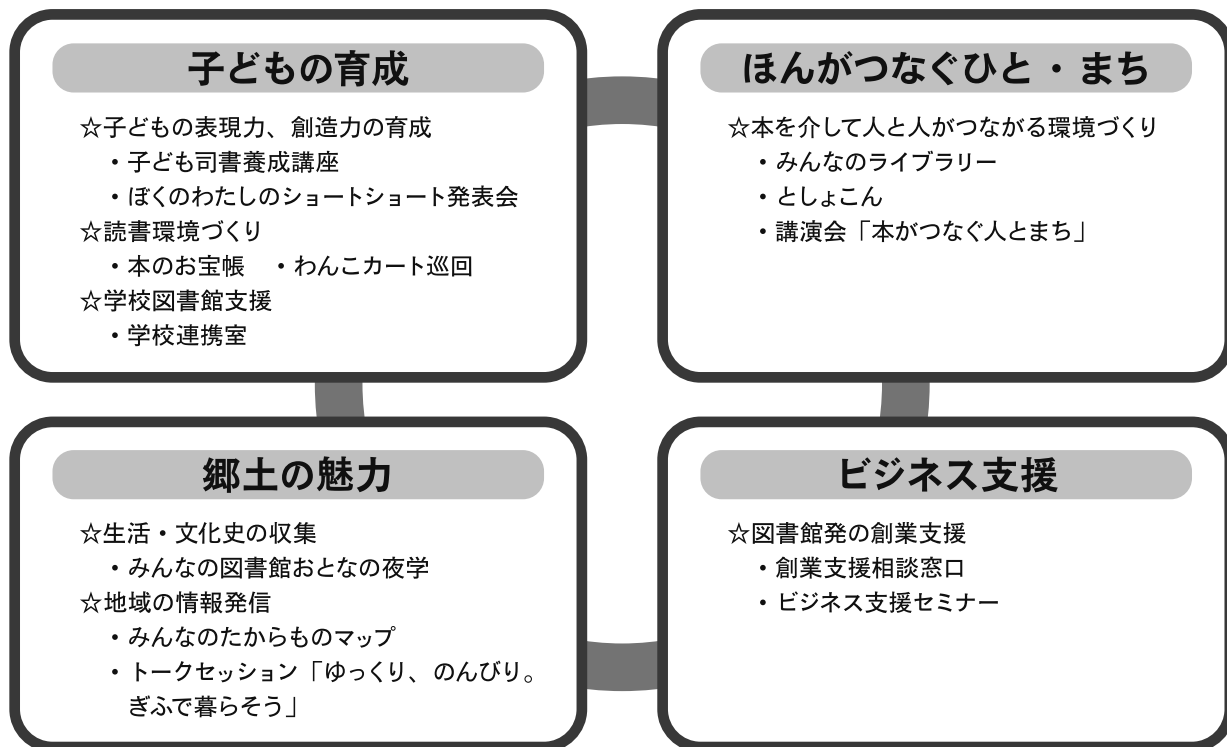 子どもの育成
☆子どもの表現力、創造力の育成
・子ども司書養成講座
・ぼくのわたしのショートショート発表会
☆読書環境づくり
・本のお宝帳　・わんこカート巡回
☆学校図書館支援
・学校連携室
ほんがつなぐひと・まち
☆本を介して人と人がつながる環境づくり
・みんなのライブラリー
・としょこん
・講演会「本がつなぐ人とまち」
郷土の魅力
☆生活・文化史の収集
・みんなの図書館おとなの夜学
☆地域の情報発信
・みんなのたからものマップ
・トークセッション「ゆっくり、のんびり。
ぎふで暮らそう」
ビジネス支援
☆図書館発の創業支援
・創業支援相談窓口
・ビジネス支援セミナー